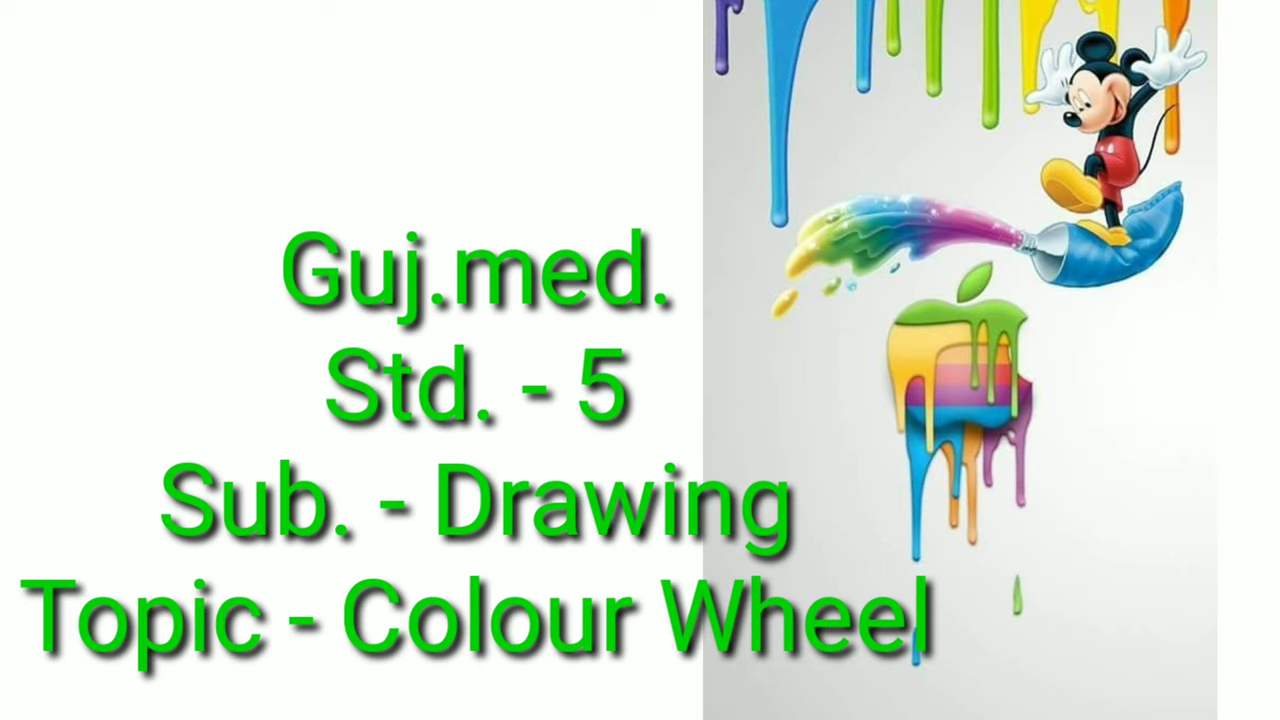 Guj.med.
Std. - 5
Sub. - Drawing
Topic - Colour Wheel